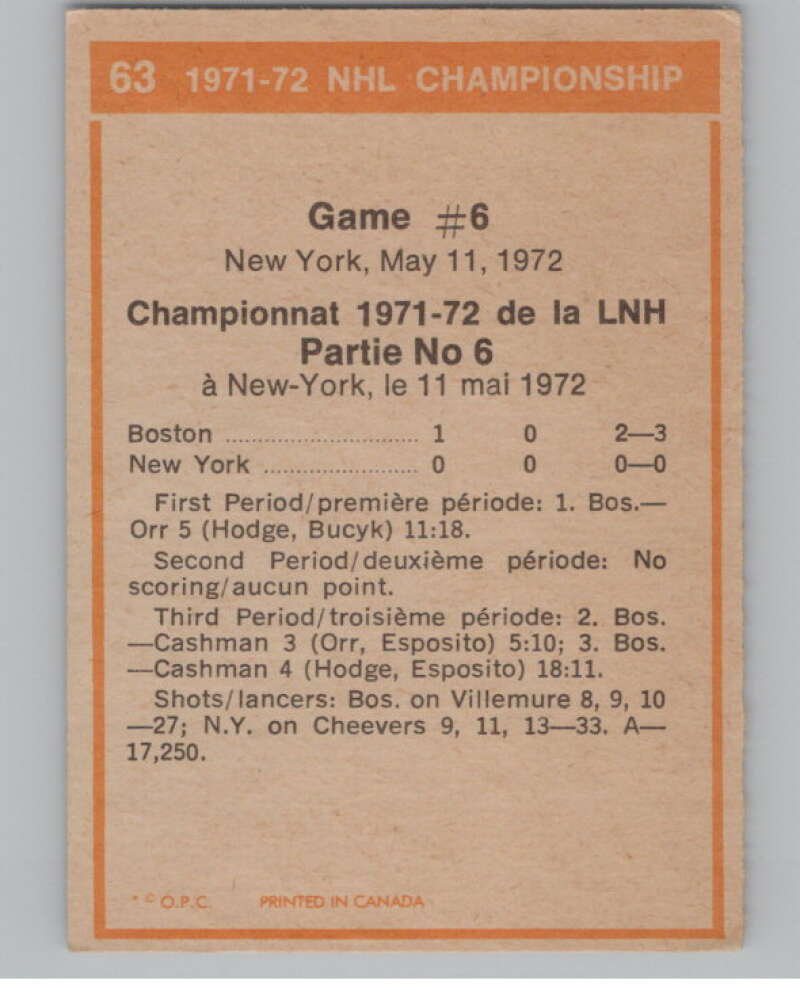 63 1971-72 NHL CHAMPIONSHIP
Game #6
New York, May 11, 1972
Championnat 1971-72 de la LNH
Partie No 6
à New-York, le 11 mai 1972
Boston ............................. 1 0 2—3
New York ....................... 0 0 0—0
First Period/première période: 1. Bos.—
Orr 5 (Hodge, Bucyk) 11:18.
Second Period/deuxième période: No
scoring/aucun point.
Third Period/troisième période: 2. Bos.
—Cashman 3 (Orr, Esposito) 5:10; 3. Bos.
—Cashman 4 (Hodge, Esposito) 18:11.
Shots/lancers: Bos. on Villemure 8, 9, 10
—27; N.Y. on Cheevers 9, 11, 13—33. A—
17,250.
* © O.P.C. PRINTED IN CANADA